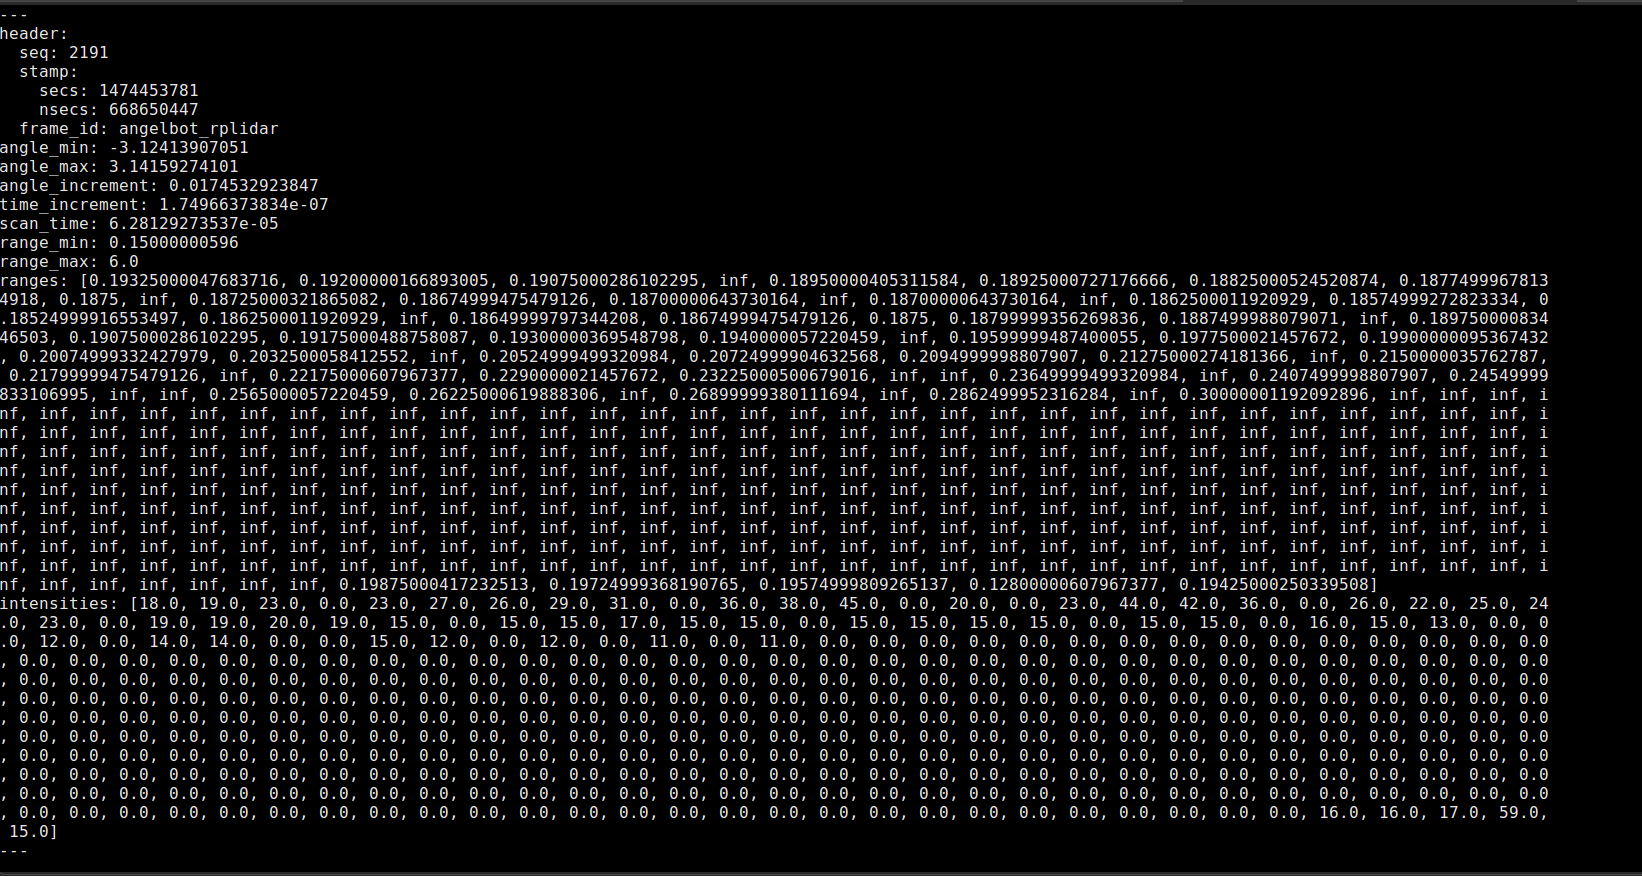 ---
header:
  seq: 2191
  stamp:
    secs: 1474453781
    nsecs: 668650447
  frame_id: angelbot_rplidar
angle_min: -3.12413907051
angle_max: 3.14159274101
angle_increment: 0.0174532923847
time_increment: 1.74966373834e-07
scan_time: 6.28129273537e-05
range_min: 0.15000000596
range_max: 6.0
ranges: [0.19325000047683716, 0.19200000166893005, 0.19075000286102295, inf, 0.18950000405311584, 0.18925000727176666, 0.18825000524520874, 0.1877499967813
4918, 0.1875, inf, 0.18725000321865082, 0.18674999475479126, 0.18700000643730164, inf, 0.18700000643730164, inf, 0.1862500011920929, 0.18574999272823334, 0
.18524999916553497, 0.1862500011920929, inf, 0.18649999797344208, 0.18674999475479126, 0.1875, 0.18799999356269836, 0.1887499988079071, inf, 0.189750000834
46503, 0.19075000286102295, 0.19175000488758087, 0.19300000369548798, 0.1940000057220459, inf, 0.19599999487400055, 0.1977500021457672, 0.19900000095367432
, 0.20074999332427979, 0.2032500058412552, inf, 0.20524999499320984, 0.20724999904632568, 0.2094999998807907, 0.21275000274181366, inf, 0.2150000035762787,
 0.21799999475479126, inf, 0.22175000607967377, 0.2290000021457672, 0.23225000500679016, inf, inf, 0.23649999499320984, inf, 0.2407499998807907, 0.24549999
833106995, inf, inf, 0.2565000057220459, 0.26225000619888306, inf, 0.26899999380111694, inf, 0.2862499952316284, inf, 0.30000001192092896, inf, inf, inf, i
nf, inf, inf, inf, inf, inf, inf, inf, inf, inf, inf, inf, inf, inf, inf, inf, inf, inf, inf, inf, inf, inf, inf, inf, inf, inf, inf, inf, inf, inf, inf, i
nf, inf, inf, inf, inf, inf, inf, inf, inf, inf, inf, inf, inf, inf, inf, inf, inf, inf, inf, inf, inf, inf, inf, inf, inf, inf, inf, inf, inf, inf, inf, i
nf, inf, inf, inf, inf, inf, inf, inf, inf, inf, inf, inf, inf, inf, inf, inf, inf, inf, inf, inf, inf, inf, inf, inf, inf, inf, inf, inf, inf, inf, inf, i
nf, inf, inf, inf, inf, inf, inf, inf, inf, inf, inf, inf, inf, inf, inf, inf, inf, inf, inf, inf, inf, inf, inf, inf, inf, inf, inf, inf, inf, inf, inf, i
nf, inf, inf, inf, inf, inf, inf, inf, inf, inf, inf, inf, inf, inf, inf, inf, inf, inf, inf, inf, inf, inf, inf, inf, inf, inf, inf, inf, inf, inf, inf, i
nf, inf, inf, inf, inf, inf, inf, inf, inf, inf, inf, inf, inf, inf, inf, inf, inf, inf, inf, inf, inf, inf, inf, inf, inf, inf, inf, inf, inf, inf, inf, i
nf, inf, inf, inf, inf, inf, inf, inf, inf, inf, inf, inf, inf, inf, inf, inf, inf, inf, inf, inf, inf, inf, inf, inf, inf, inf, inf, inf, inf, inf, inf, i
nf, inf, inf, inf, inf, inf, inf, inf, inf, inf, inf, inf, inf, inf, inf, inf, inf, inf, inf, inf, inf, inf, inf, inf, inf, inf, inf, inf, inf, inf, inf, i
nf, inf, inf, inf, inf, inf, inf, inf, inf, inf, inf, inf, inf, inf, inf, inf, inf, inf, inf, inf, inf, inf, inf, inf, inf, inf, inf, inf, inf, inf, inf, i
nf, inf, inf, inf, inf, inf, inf, 0.19875000417232513, 0.19724999368190765, 0.19574999809265137, 0.12800000607967377, 0.19425000250339508]
intensities: [18.0, 19.0, 23.0, 0.0, 23.0, 27.0, 26.0, 29.0, 31.0, 0.0, 36.0, 38.0, 45.0, 0.0, 20.0, 0.0, 23.0, 44.0, 42.0, 36.0, 0.0, 26.0, 22.0, 25.0, 24
.0, 23.0, 0.0, 19.0, 19.0, 20.0, 19.0, 15.0, 0.0, 15.0, 15.0, 17.0, 15.0, 15.0, 0.0, 15.0, 15.0, 15.0, 15.0, 0.0, 15.0, 15.0, 0.0, 16.0, 15.0, 13.0, 0.0, 0
.0, 12.0, 0.0, 14.0, 14.0, 0.0, 0.0, 15.0, 12.0, 0.0, 12.0, 0.0, 11.0, 0.0, 11.0, 0.0, 0.0, 0.0, 0.0, 0.0, 0.0, 0.0, 0.0, 0.0, 0.0, 0.0, 0.0, 0.0, 0.0, 0.0
, 0.0, 0.0, 0.0, 0.0, 0.0, 0.0, 0.0, 0.0, 0.0, 0.0, 0.0, 0.0, 0.0, 0.0, 0.0, 0.0, 0.0, 0.0, 0.0, 0.0, 0.0, 0.0, 0.0, 0.0, 0.0, 0.0, 0.0, 0.0, 0.0, 0.0, 0.0
, 0.0, 0.0, 0.0, 0.0, 0.0, 0.0, 0.0, 0.0, 0.0, 0.0, 0.0, 0.0, 0.0, 0.0, 0.0, 0.0, 0.0, 0.0, 0.0, 0.0, 0.0, 0.0, 0.0, 0.0, 0.0, 0.0, 0.0, 0.0, 0.0, 0.0, 0.0
, 0.0, 0.0, 0.0, 0.0, 0.0, 0.0, 0.0, 0.0, 0.0, 0.0, 0.0, 0.0, 0.0, 0.0, 0.0, 0.0, 0.0, 0.0, 0.0, 0.0, 0.0, 0.0, 0.0, 0.0, 0.0, 0.0, 0.0, 0.0, 0.0, 0.0, 0.0
, 0.0, 0.0, 0.0, 0.0, 0.0, 0.0, 0.0, 0.0, 0.0, 0.0, 0.0, 0.0, 0.0, 0.0, 0.0, 0.0, 0.0, 0.0, 0.0, 0.0, 0.0, 0.0, 0.0, 0.0, 0.0, 0.0, 0.0, 0.0, 0.0, 0.0, 0.0
, 0.0, 0.0, 0.0, 0.0, 0.0, 0.0, 0.0, 0.0, 0.0, 0.0, 0.0, 0.0, 0.0, 0.0, 0.0, 0.0, 0.0, 0.0, 0.0, 0.0, 0.0, 0.0, 0.0, 0.0, 0.0, 0.0, 0.0, 0.0, 0.0, 0.0, 0.0
, 0.0, 0.0, 0.0, 0.0, 0.0, 0.0, 0.0, 0.0, 0.0, 0.0, 0.0, 0.0, 0.0, 0.0, 0.0, 0.0, 0.0, 0.0, 0.0, 0.0, 0.0, 0.0, 0.0, 0.0, 0.0, 0.0, 0.0, 0.0, 0.0, 0.0, 0.0
, 0.0, 0.0, 0.0, 0.0, 0.0, 0.0, 0.0, 0.0, 0.0, 0.0, 0.0, 0.0, 0.0, 0.0, 0.0, 0.0, 0.0, 0.0, 0.0, 0.0, 0.0, 0.0, 0.0, 0.0, 0.0, 0.0, 0.0, 0.0, 0.0, 0.0, 0.0
, 0.0, 0.0, 0.0, 0.0, 0.0, 0.0, 0.0, 0.0, 0.0, 0.0, 0.0, 0.0, 0.0, 0.0, 0.0, 0.0, 0.0, 0.0, 0.0, 0.0, 0.0, 0.0, 0.0, 0.0, 0.0, 0.0, 0.0, 0.0, 0.0, 0.0, 0.0
, 0.0, 0.0, 0.0, 0.0, 0.0, 0.0, 0.0, 0.0, 0.0, 0.0, 0.0, 0.0, 0.0, 0.0, 0.0, 0.0, 0.0, 0.0, 0.0, 0.0, 0.0, 0.0, 0.0, 0.0, 0.0, 0.0, 16.0, 16.0, 17.0, 59.0,
 15.0]
---